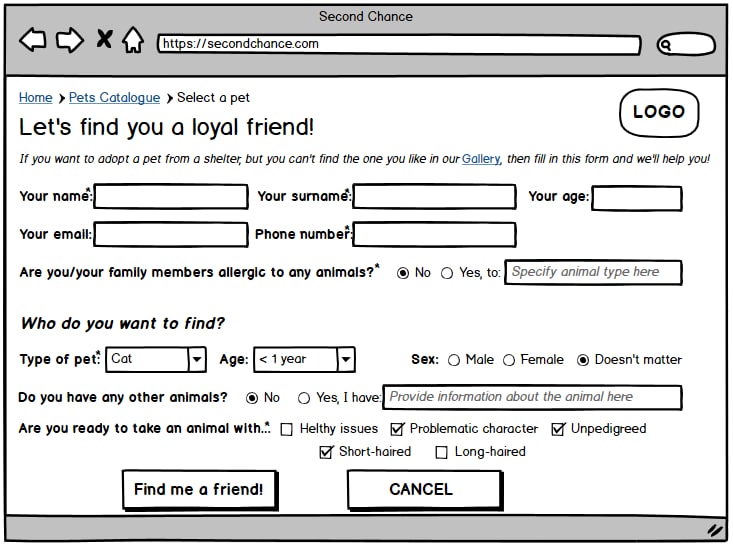 Second Chance
https://secondchance.com
Home > Pets Catalogue > Select a pet
LOGO
Let's find you a loyal friend!
If you want to adopt a pet from a shelter, but you can't find the one you like in our Gallery, then fill in this form and we'll help you!
Your name*: Your surname*: Your age:
Your email: Phone number*:
Are you/your family members allergic to any animals?* No Yes, to: Specify animal type here
Who do you want to find?
Type of pet*: Cat Age: < 1 year Sex: Male Female Doesn't matter
Do you have any other animals? No Yes, I have: Provide information about the animal here
Are you ready to take an animal with...* Helthy issues Problematic character Unpedigreed
Short-haired Long-haired
Find me a friend! CANCEL